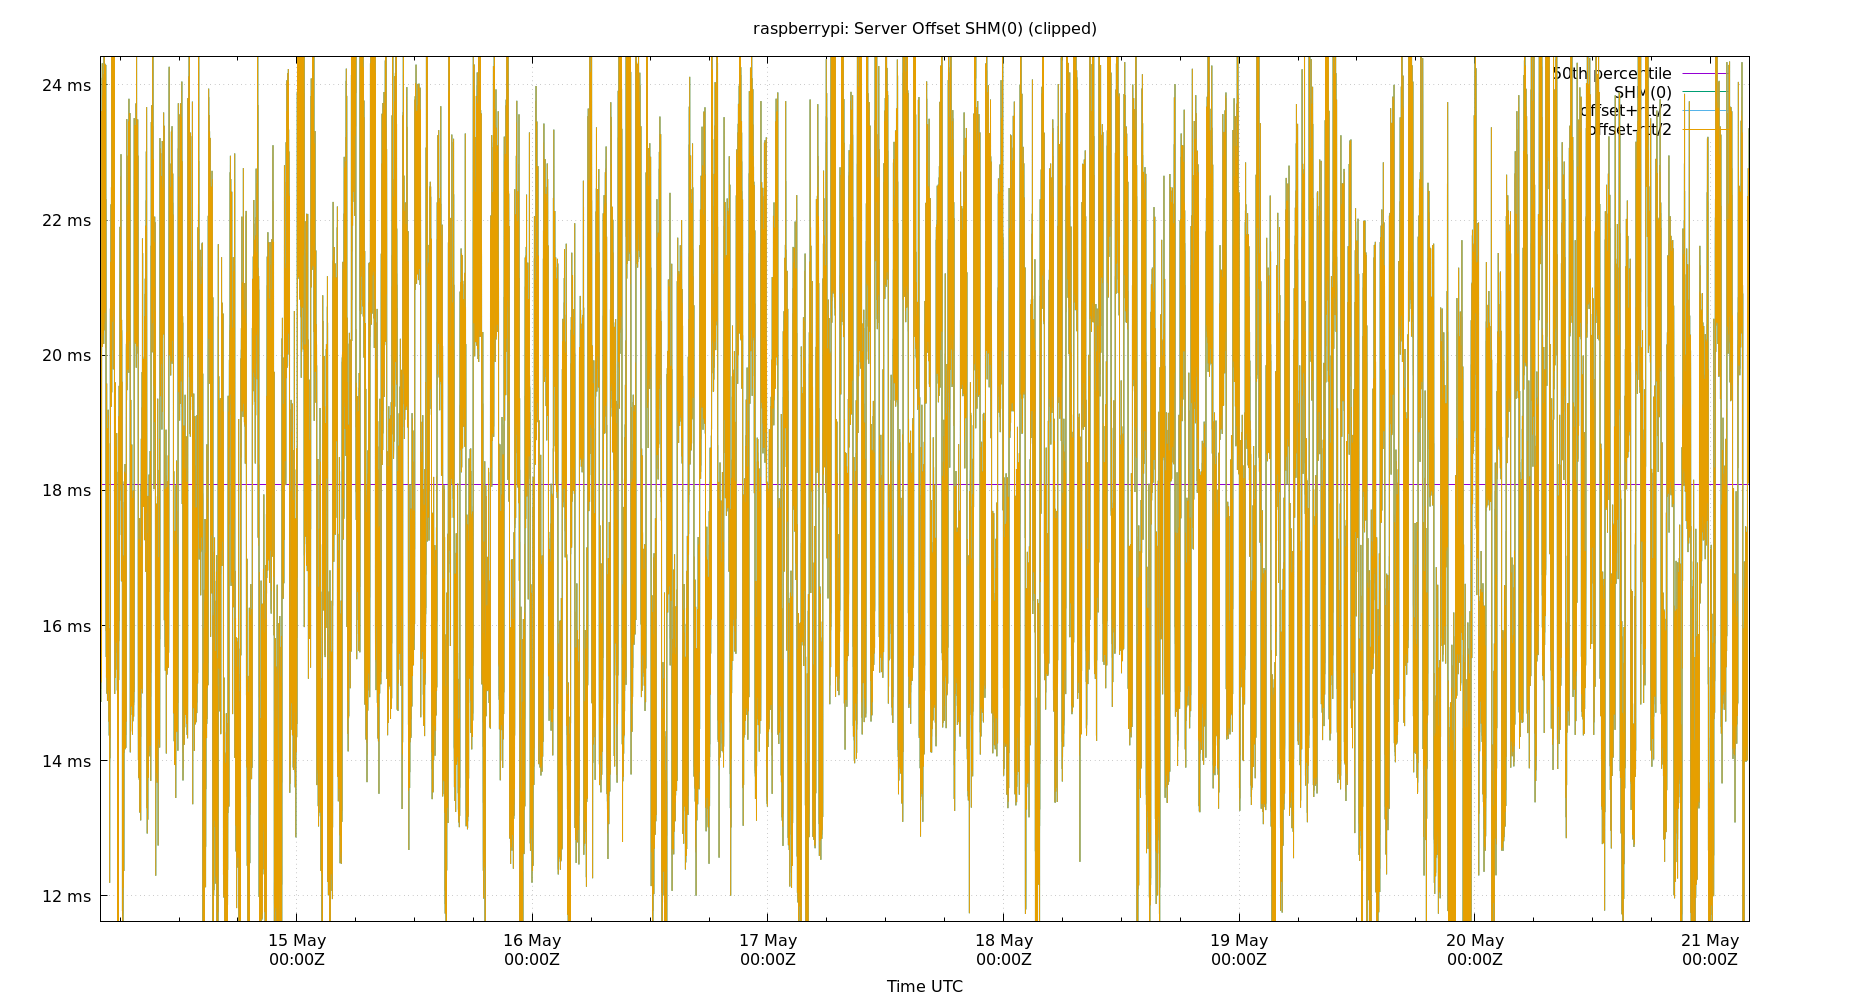 raspberrypi: Server Offset SHM(0) (clipped)
50th percentile
SHM(0)
offset+rtt/2
offset-rtt/2
24 ms
22 ms
20 ms
18 ms
16 ms
14 ms
12 ms
15 May 16 May 17 May 18 May 19 May 20 May 21 May
00:00Z 00:00Z 00:00Z 00:00Z 00:00Z 00:00Z 00:00Z
Time UTC